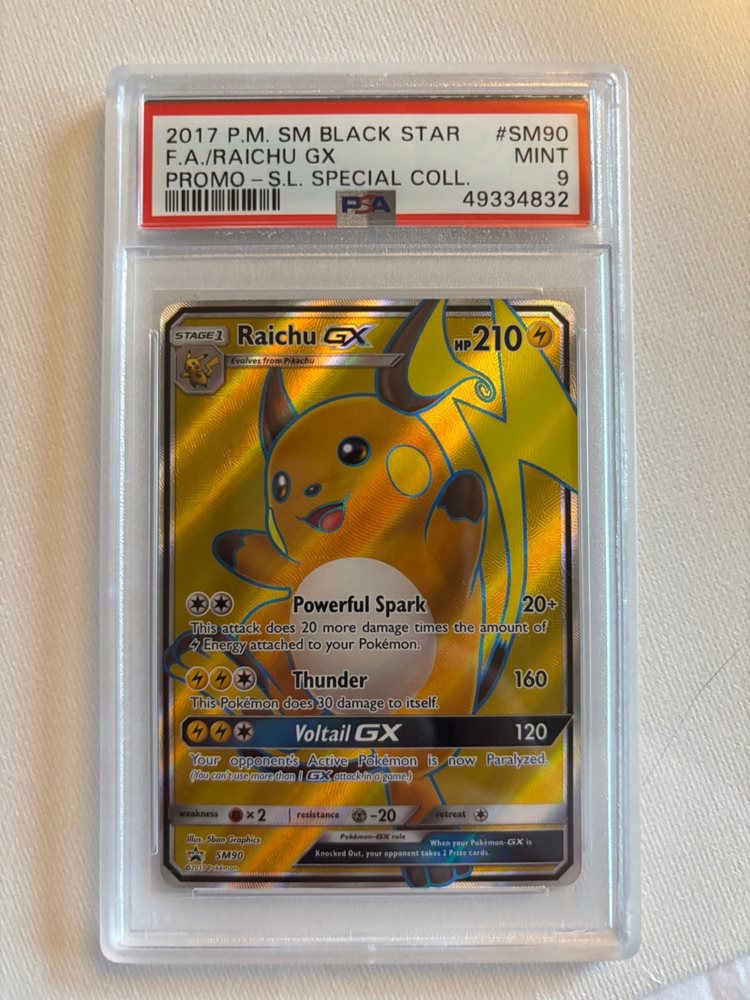 2017 P.M. SM BLACK STAR #SM90
F.A./RAICHU GX MINT
PROMO - S.L. SPECIAL COLL. 9
PSA 49334832
STAGE 1 Raichu GX HP 210
Evolves from Pikachu
Powerful Spark 20+
This attack does 20 more damage times the amount of
Energy attached to your Pokémon.
Thunder 160
This Pokémon does 30 damage to itself.
Voltail GX 120
Your opponent's Active Pokémon is now Paralyzed.
(You can't use more than 1 GX attack in a game.)
weakness ×2 resistance -20 retreat
Illus. 5ban Graphics
Pokémon-GX rule
When your Pokémon-GX is
Knocked Out, your opponent takes 2 Prize cards.
SM90
©2017 Pokémon